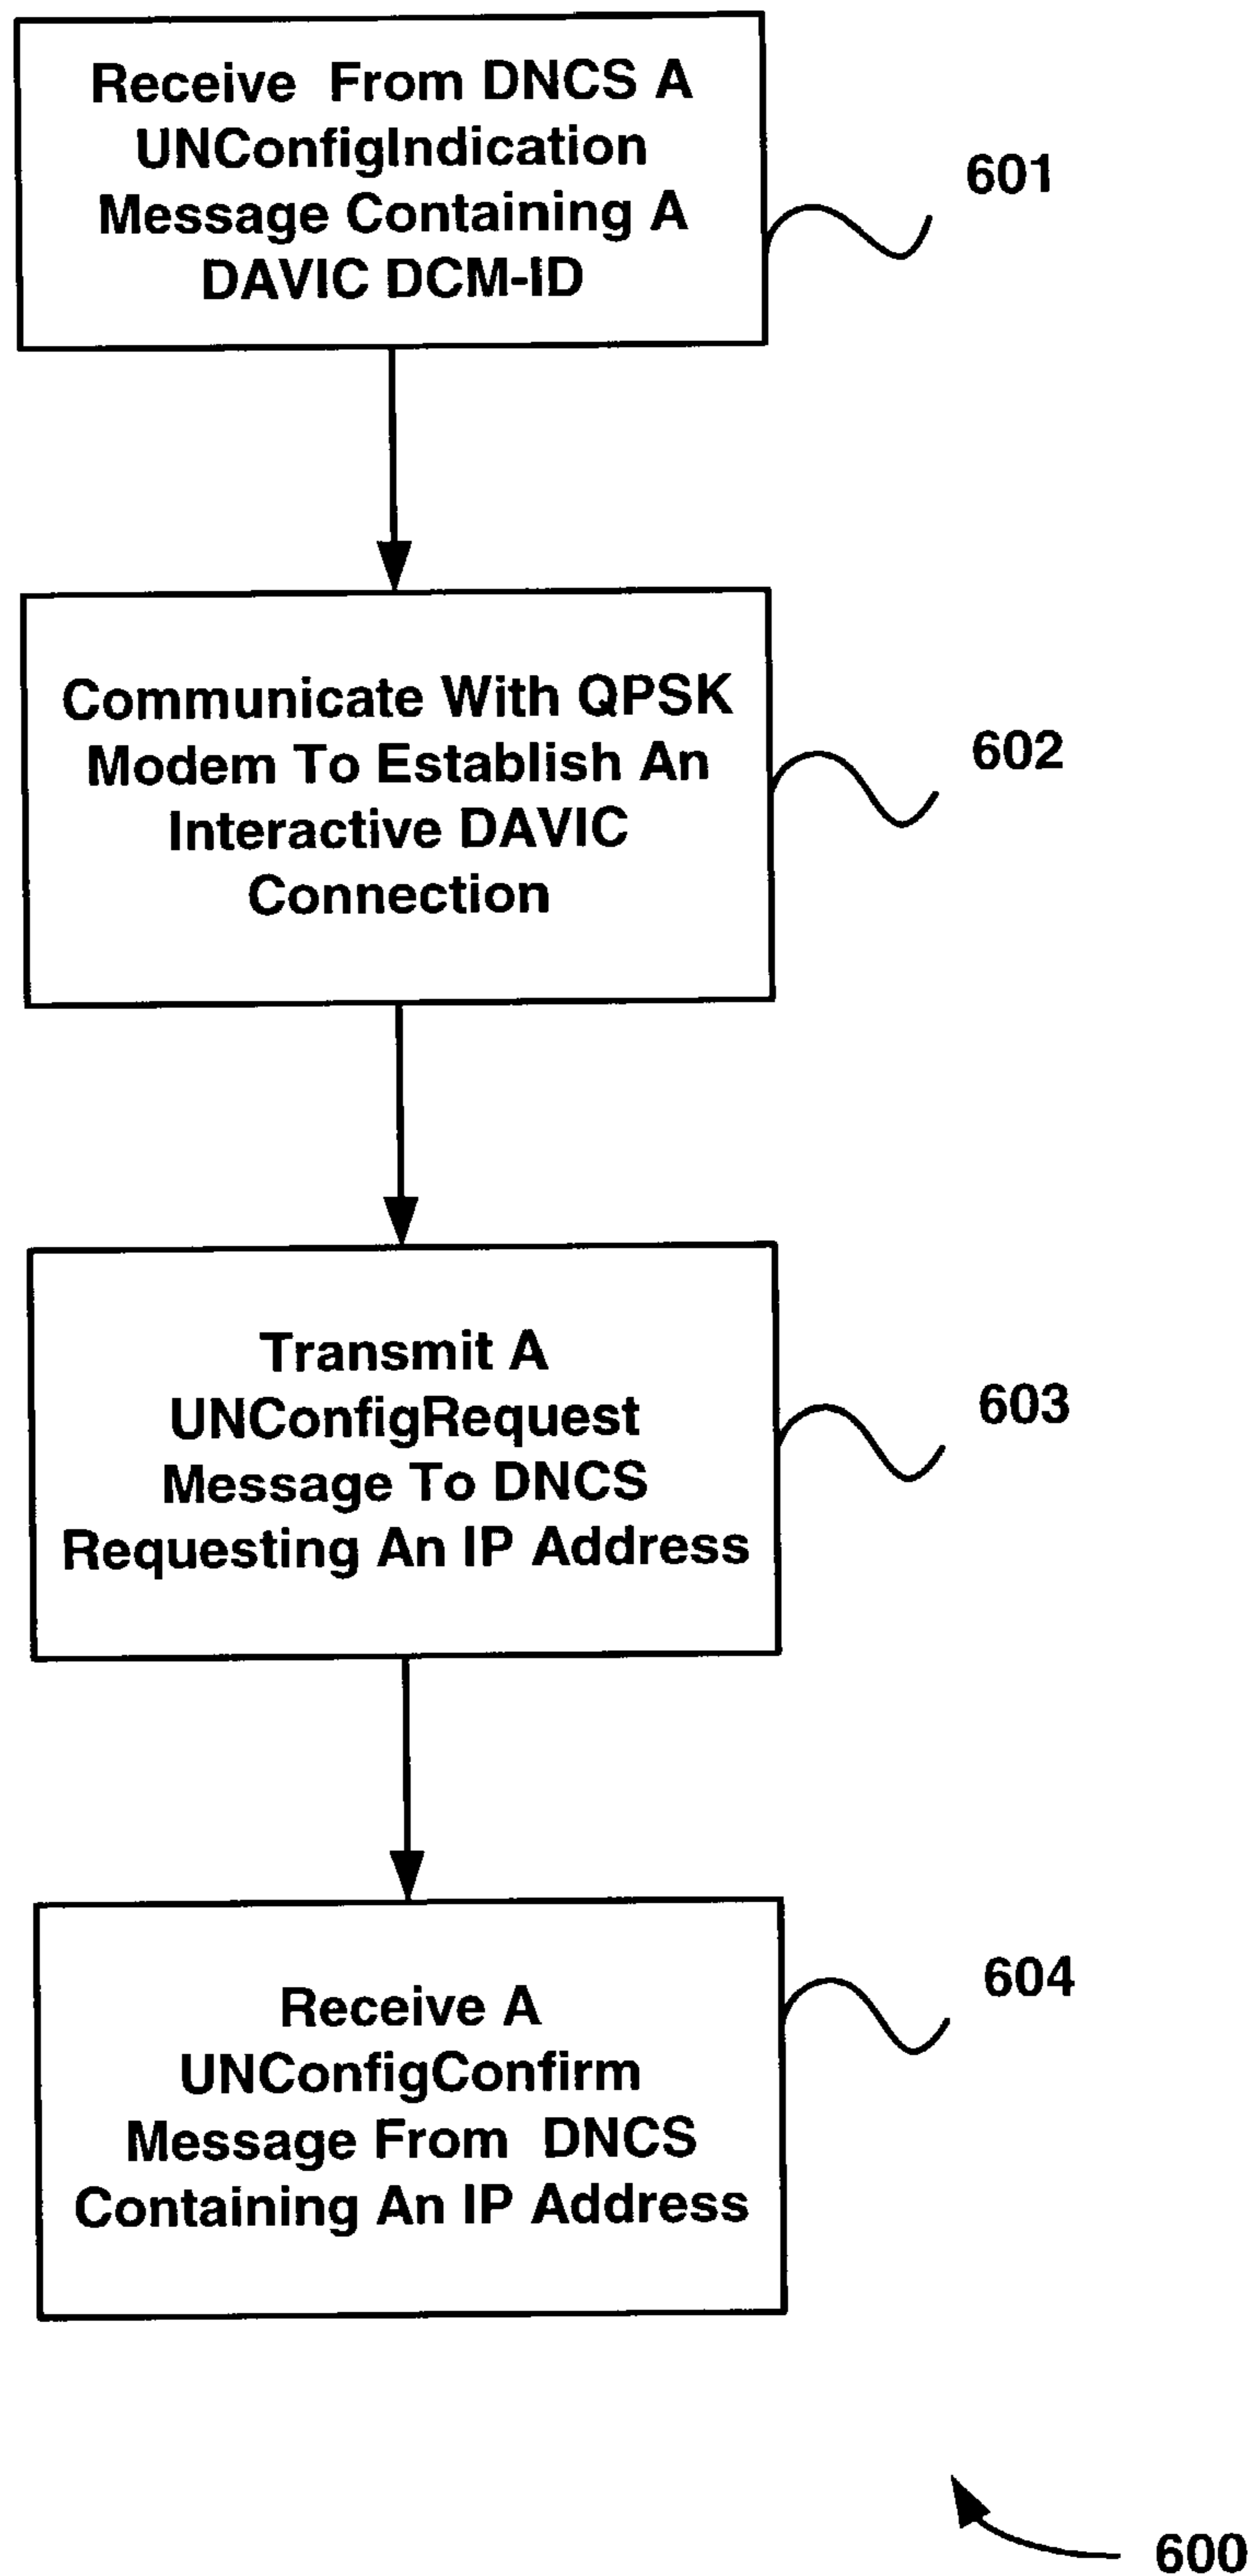 Receive From DNCS A
UNConfigIndication
Message Containing A
DAVIC DCM-ID
601
Communicate With QPSK
Modem To Establish An
Interactive DAVIC
Connection
602
Transmit A
UNConfigRequest
Message To DNCS
Requesting An IP Address
603
Receive A
UNConfigConfirm
Message From DNCS
Containing An IP Address
604
600